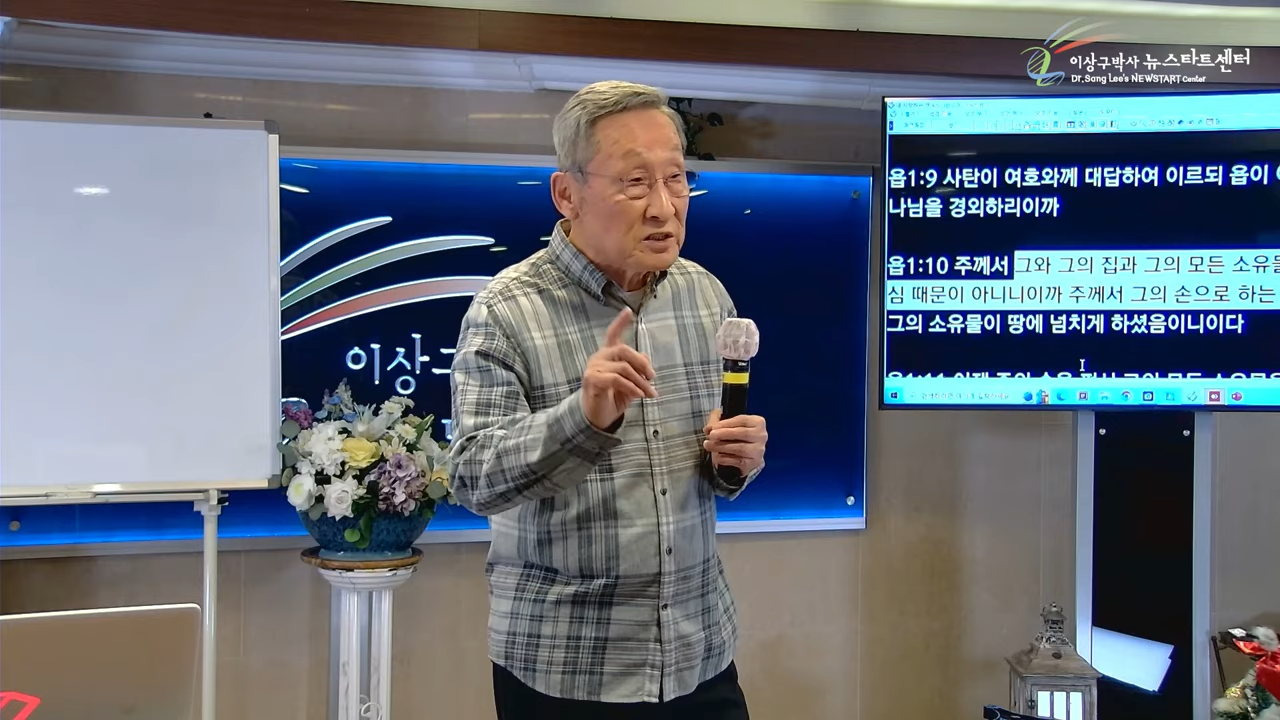 이상구박사 뉴스타트센터
Dr. Sang Lee's NEWSTART Center
욥1:9 사탄이 여호와께 대답하여 이르되 욥이
나님을 경외하리이까
욥1:10 주께서 그와 그의 집과 그의 모든 소유물
심 때문이 아니니이까 주께서 그의 손으로 하는
그의 소유물이 땅에 넘치게 하셨음이니이다
이상구